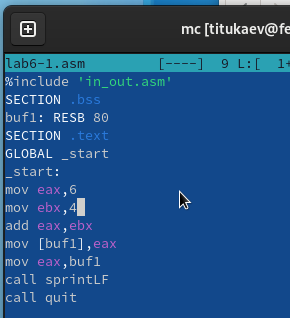 mc [titukaev@fe
lab6-1.asm [----] 9 L:[ 1+
%include 'in_out.asm'
SECTION .bss
buf1: RESB 80
SECTION .text
GLOBAL _start
_start:
mov eax,6
mov ebx,4
add eax,ebx
mov [buf1],eax
mov eax,buf1
call sprintLF
call quit